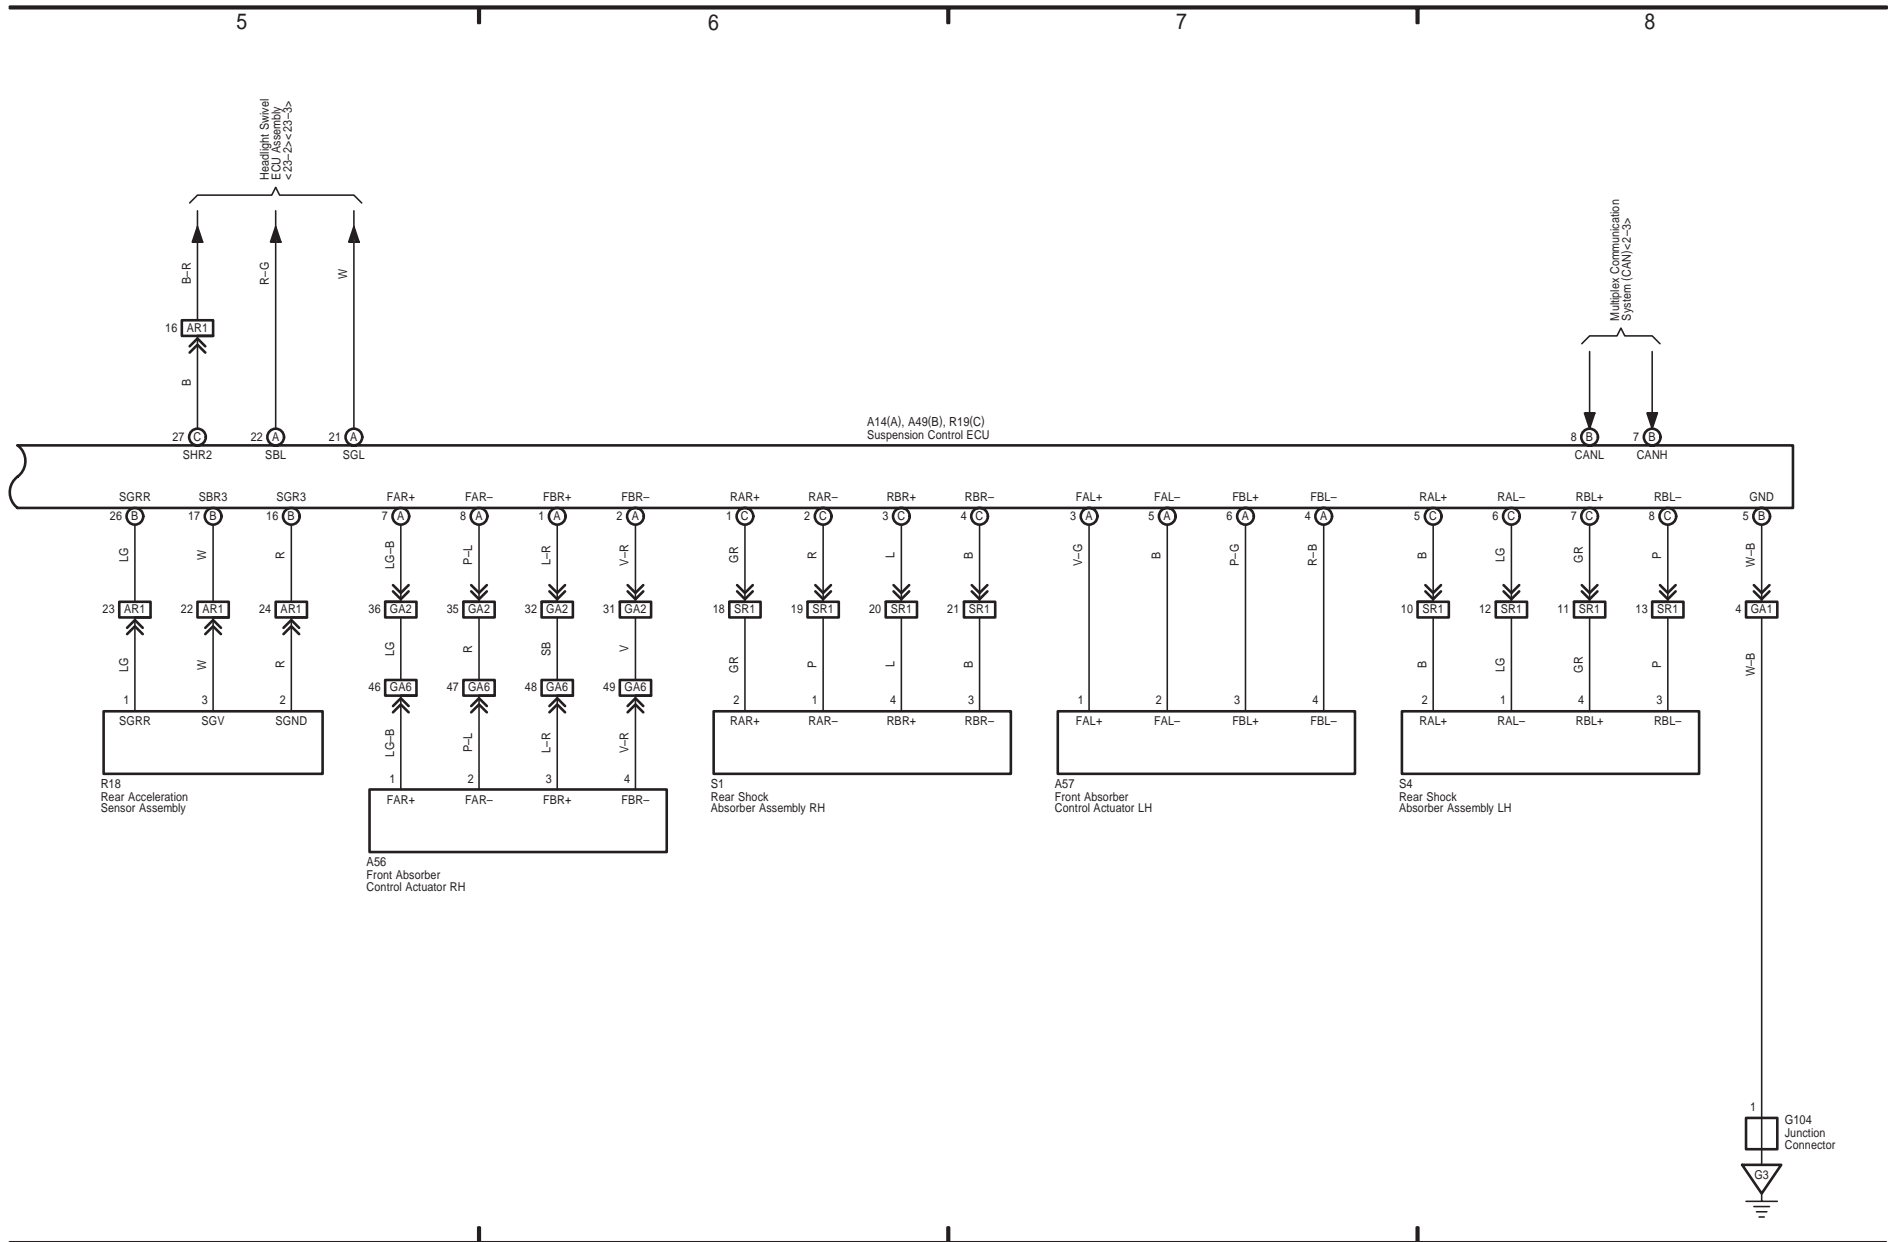 5 6 7 8
Headlight Swivel
ECU Assembly
<23–2><23–3>
Multiplex Communication
System (CAN)<2–3>
B–R R–G W
16 AR1
B
A14(A), A49(B), R19(C)
Suspension Control ECU
27 C 22 A 21 A 8 B 7 B
SHR2 SBL SGL CANL CANH
SGRR SBR3 SGR3 FAR+ FAR– FBR+ FBR– RAR+ RAR– RBR+ RBR– FAL+ FAL– FBL+ FBL– RAL+ RAL– RBL+ RBL– GND
26 B 17 B 16 B 7 A 8 A 1 A 2 A 1 C 2 C 3 C 4 C 3 A 5 A 6 A 4 A 5 C 6 C 7 C 8 C 5 B
LG W R LG–B P–L L–R V–R GR R L B V–G B P–G R–B B LG GR P W–B
23 AR1 22 AR1 24 AR1 36 GA2 35 GA2 32 GA2 31 GA2 18 SR1 19 SR1 20 SR1 21 SR1 10 SR1 12 SR1 11 SR1 13 SR1 4 GA1
LG W R LG R SB V GR P L B B LG GR P W–B
46 GA6 47 GA6 48 GA6 49 GA6
1 3 2 2 1 4 3 1 2 3 4 2 1 4 3
SGRR SGV SGND RAR+ RAR– RBR+ RBR– FAL+ FAL– FBL+ FBL– RAL+ RAL– RBL+ RBL–
LG–B P–L L–R V–R
R18
Rear Acceleration
Sensor Assembly
1 2 3 4
FAR+ FAR– FBR+ FBR–
S1
Rear Shock
Absorber Assembly RH
A57
Front Absorber
Control Actuator LH
S4
Rear Shock
Absorber Assembly LH
A56
Front Absorber
Control Actuator RH
1
G104
Junction
Connector
G3